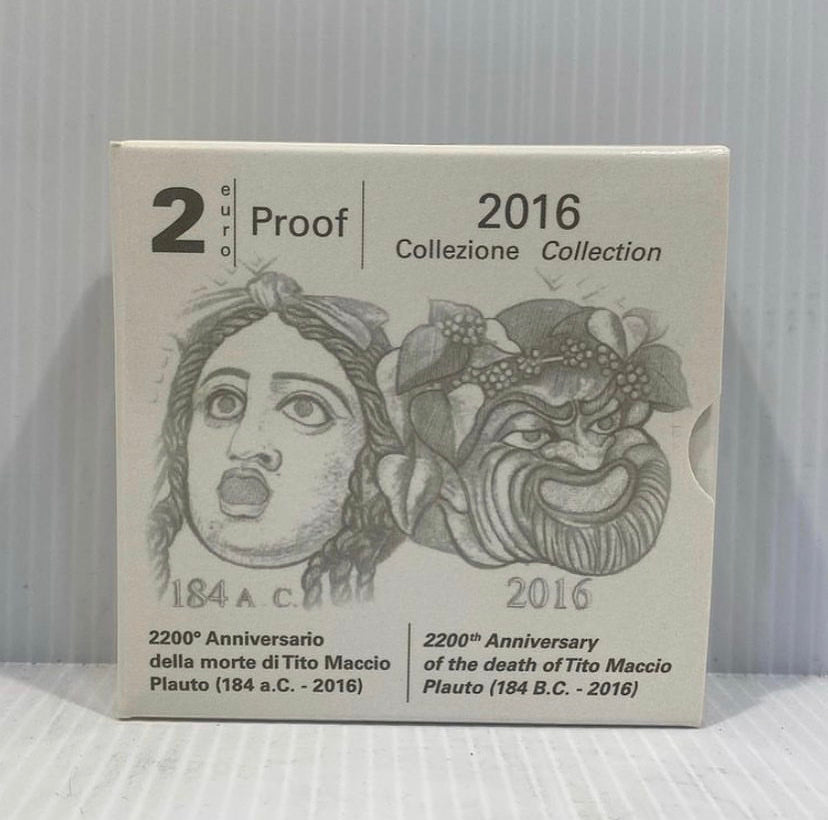 2 euro Proof
2016
Collezione Collection
184 A. C.
2016
2200° Anniversario
della morte di Tito Maccio
Plauto (184 a.C. - 2016)
2200th Anniversary
of the death of Tito Maccio
Plauto (184 B.C. - 2016)